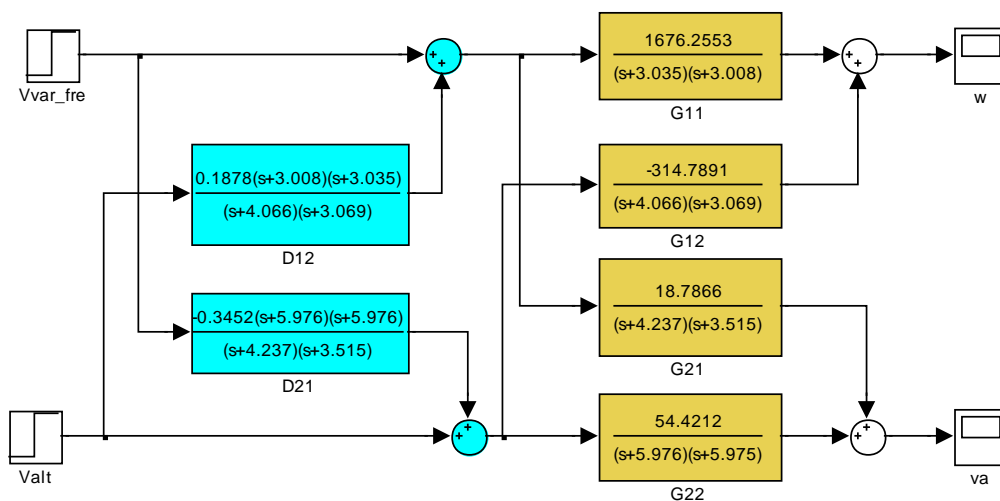 Vvar_fre
+
+
1676.2553
(s+3.035)(s+3.008)
G11
+
+
w
0.1878(s+3.008)(s+3.035)
(s+4.066)(s+3.069)
D12
-314.7891
(s+4.066)(s+3.069)
G12
-0.3452(s+5.976)(s+5.976)
(s+4.237)(s+3.515)
D21
18.7866
(s+4.237)(s+3.515)
G21
Valt
+
+
54.4212
(s+5.976)(s+5.975)
G22
+
+
va